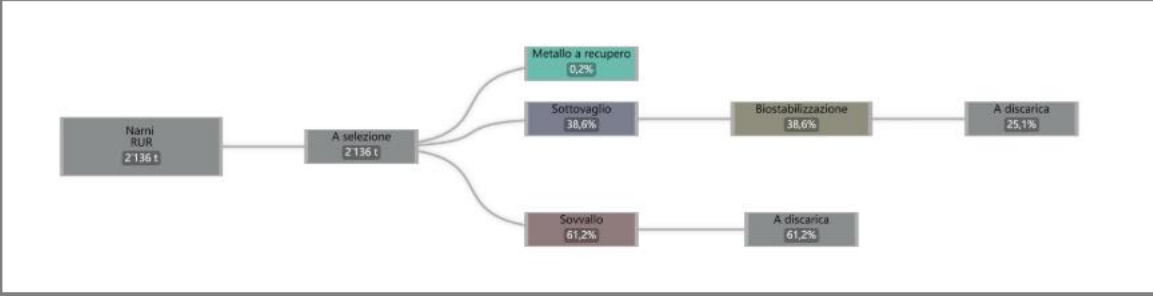 Narni
RUR
2'136 t
A selezione
2'136 t
Metallo a recupero
0,2%
Sottovaglio
38,6%
Biostabilizzazione
38,6%
A discarica
25,1%
Sovvallo
61,2%
A discarica
61,2%